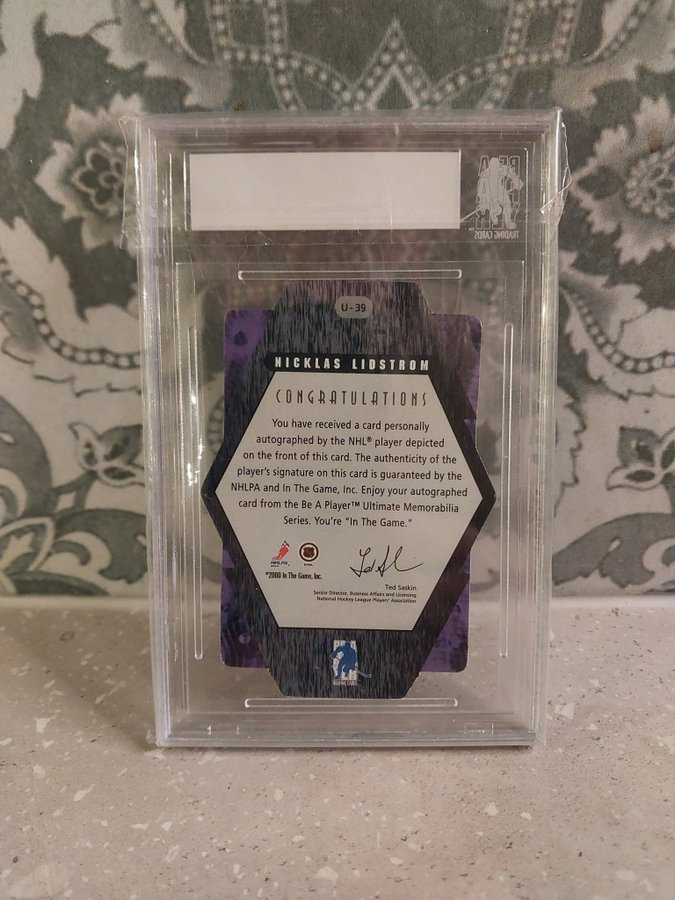 U - 39
NICKLAS LIDSTROM
CONGRATULATIONS
You have received a card personally
autographed by the NHL® player depicted
on the front of this card. The authenticity of the
player's signature on this card is guaranteed by the
NHLPA and In The Game, Inc. Enjoy your autographed
card from the Be A Player™ Ultimate Memorabilia
Series. You're "In The Game."
NHLPA
©2000 In The Game, Inc.
Ted Saskin
Senior Director, Business Affairs and Licensing
National Hockey League Players' Association
TRADING CARDS
TRADING CARDS